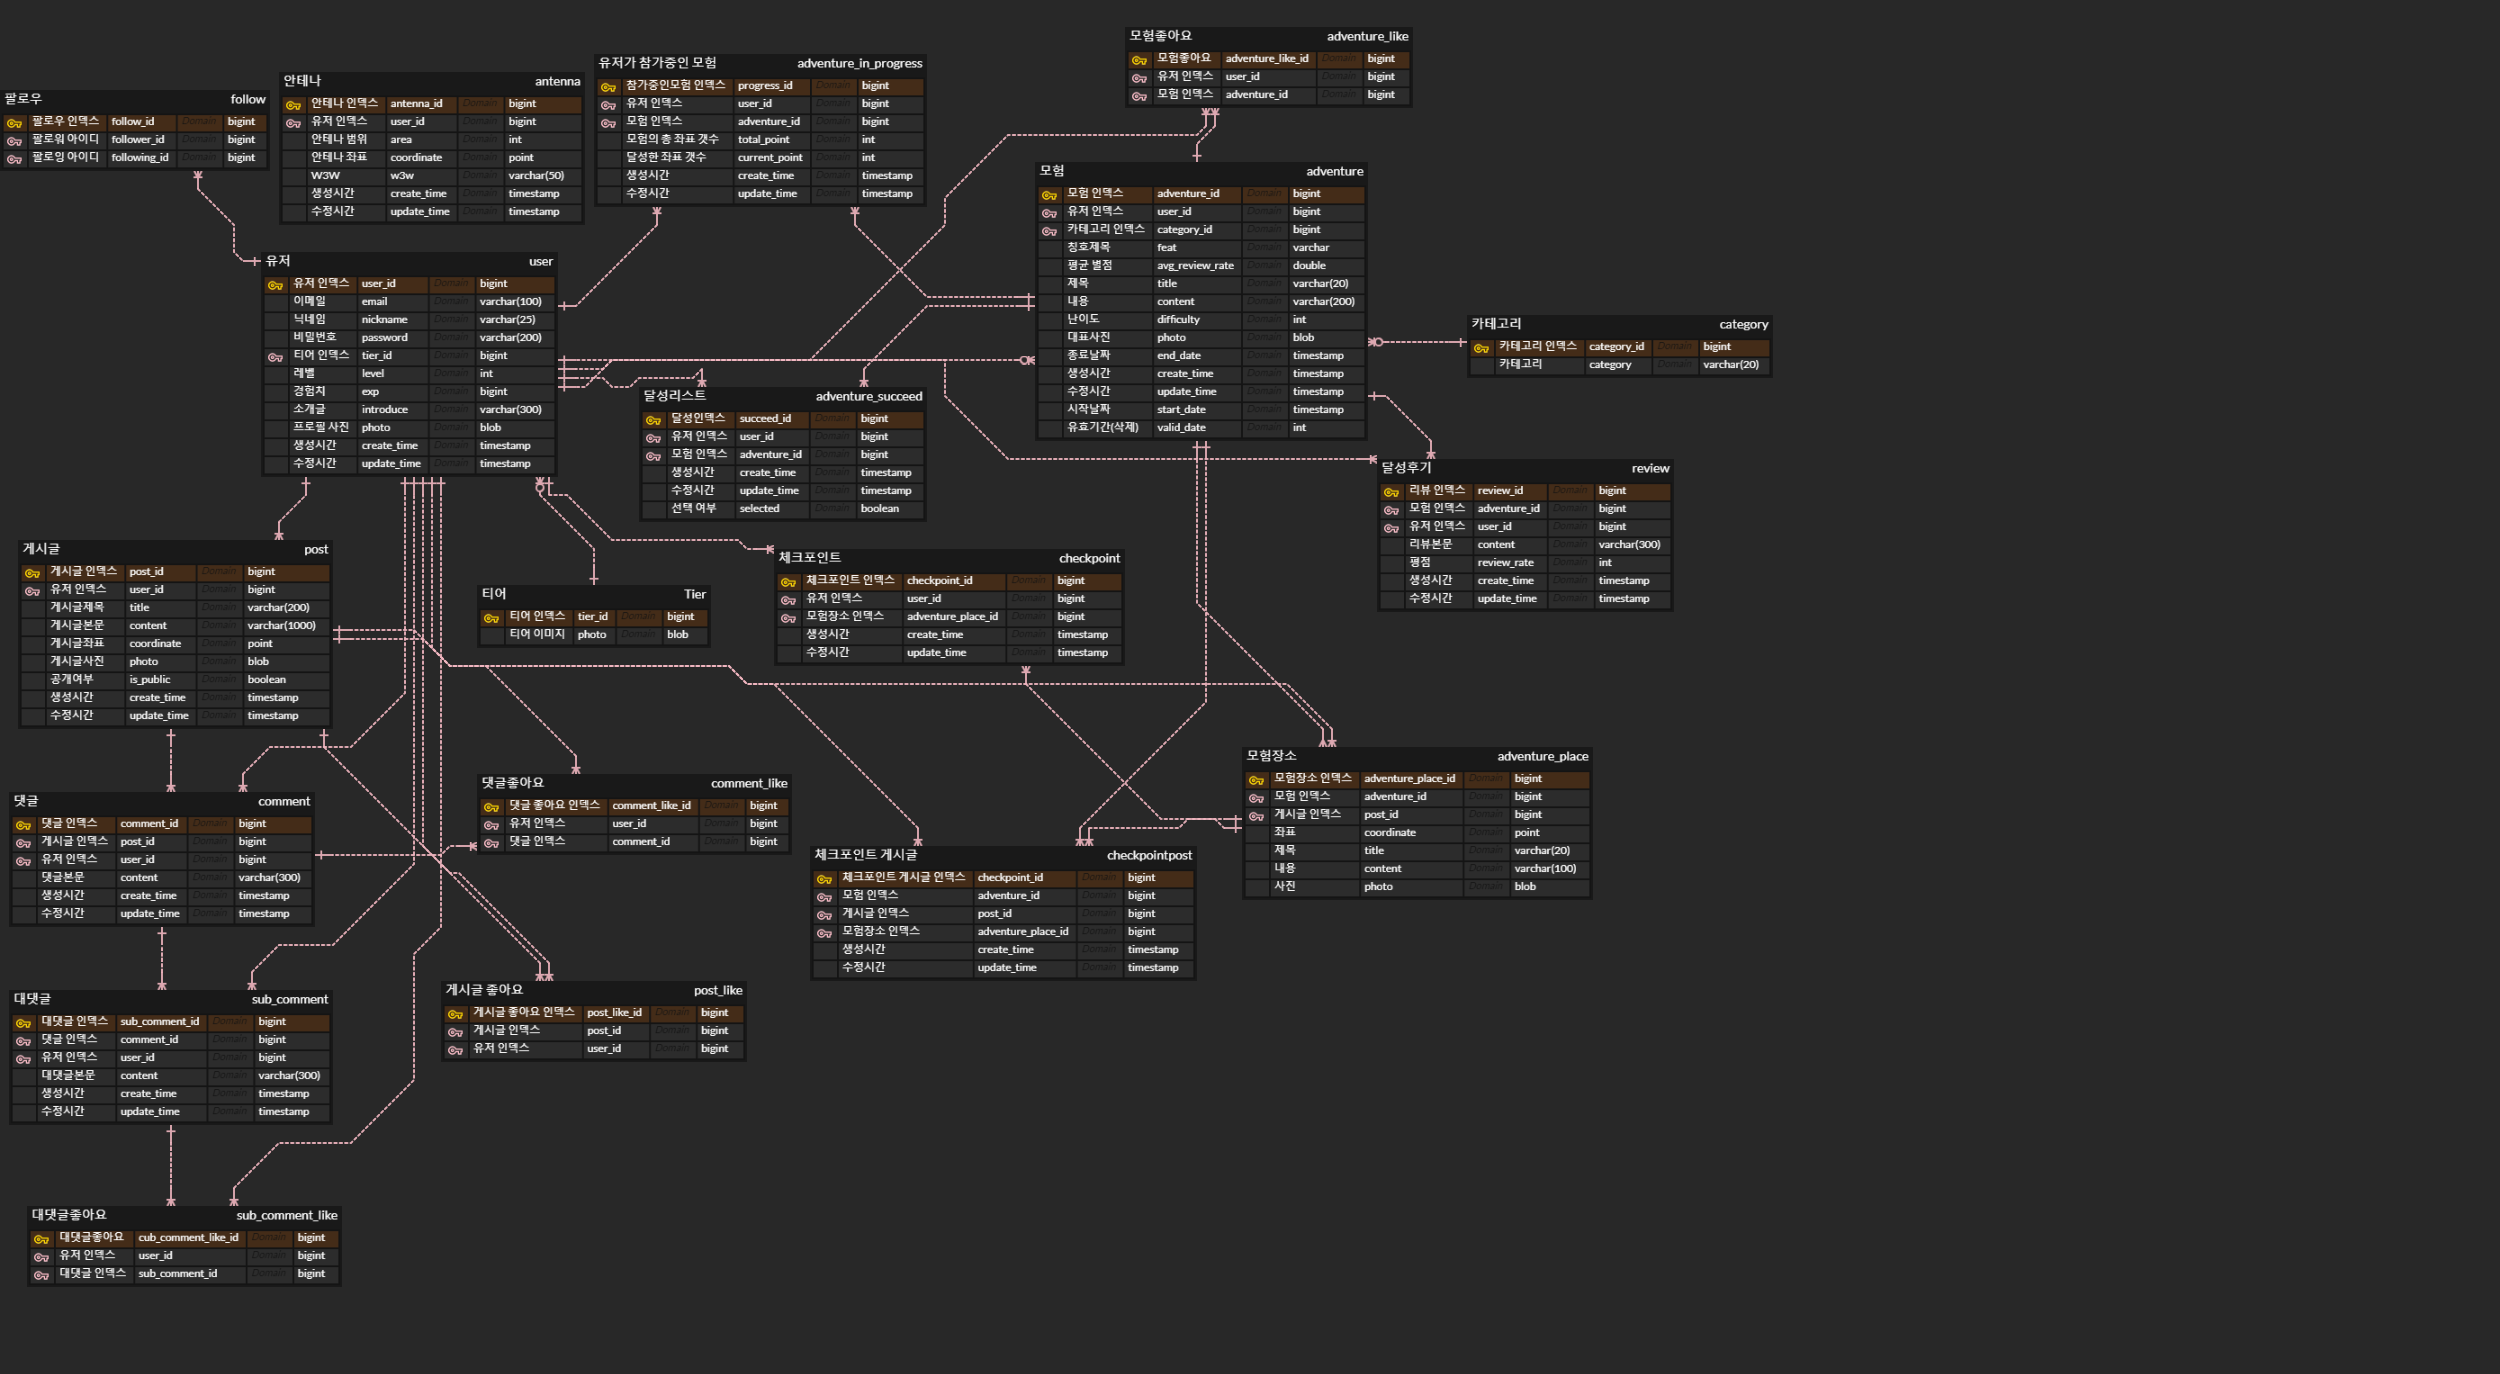 모험좋아요 adventure_like
모험좋아요 adventure_like_id Domain bigint
유저 인덱스 user_id Domain bigint
모험 인덱스 adventure_id Domain bigint
유저가 참가중인 모험 adventure_in_progress
참가중인모험 인덱스 progress_id Domain bigint
유저 인덱스 user_id Domain bigint
모험 인덱스 adventure_id Domain bigint
모험의 총 좌표 갯수 total_point Domain int
달성한 좌표 갯수 current_point Domain int
생성시간 create_time Domain timestamp
수정시간 update_time Domain timestamp
안테나 antenna
안테나 인덱스 antenna_id Domain bigint
유저 인덱스 user_id Domain bigint
안테나 범위 area Domain int
안테나 좌표 coordinate Domain point
W3W w3w Domain varchar(50)
생성시간 create_time Domain timestamp
수정시간 update_time Domain timestamp
팔로우 follow
팔로우 인덱스 follow_id Domain bigint
팔로워 아이디 follower_id Domain bigint
팔로잉 아이디 following_id Domain bigint
모험 adventure
모험 인덱스 adventure_id Domain bigint
유저 인덱스 user_id Domain bigint
카테고리 인덱스 category_id Domain bigint
칭호제목 feat Domain varchar
평균 별점 avg_review_rate Domain double
제목 title Domain varchar(20)
내용 content Domain varchar(200)
난이도 difficulty Domain int
대표사진 photo Domain blob
종료날짜 end_date Domain timestamp
생성시간 create_time Domain timestamp
수정시간 update_time Domain timestamp
시작날짜 start_date Domain timestamp
유효기간(삭제) valid_date Domain int
유저 user
유저 인덱스 user_id Domain bigint
이메일 email Domain varchar(100)
닉네임 nickname Domain varchar(25)
비밀번호 password Domain varchar(200)
티어 인덱스 tier_id Domain bigint
레벨 level Domain int
경험치 exp Domain bigint
소개글 introduce Domain varchar(300)
프로필 사진 photo Domain blob
생성시간 create_time Domain timestamp
수정시간 update_time Domain timestamp
카테고리 category
카테고리 인덱스 category_id Domain bigint
카테고리 category Domain varchar(20)
달성리스트 adventure_succeed
달성인덱스 succeed_id Domain bigint
유저 인덱스 user_id Domain bigint
모험 인덱스 adventure_id Domain bigint
생성시간 create_time Domain timestamp
수정시간 update_time Domain timestamp
선택 여부 selected Domain boolean
달성후기 review
리뷰 인덱스 review_id Domain bigint
모험 인덱스 adventure_id Domain bigint
유저 인덱스 user_id Domain bigint
리뷰본문 content Domain varchar(300)
평점 review_rate Domain int
생성시간 create_time Domain timestamp
수정시간 update_time Domain timestamp
게시글 post
게시글 인덱스 post_id Domain bigint
유저 인덱스 user_id Domain bigint
게시글제목 title Domain varchar(200)
게시글본문 content Domain varchar(1000)
게시글좌표 coordinate Domain point
게시글사진 photo Domain blob
공개여부 is_public Domain boolean
생성시간 create_time Domain timestamp
수정시간 update_time Domain timestamp
체크포인트 checkpoint
체크포인트 인덱스 checkpoint_id Domain bigint
유저 인덱스 user_id Domain bigint
모험장소 인덱스 adventure_place_id Domain bigint
생성시간 create_time Domain timestamp
수정시간 update_time Domain timestamp
티어 Tier
티어 인덱스 tier_id Domain bigint
티어 이미지 photo Domain blob
모험장소 adventure_place
모험장소 인덱스 adventure_place_id Domain bigint
모험 인덱스 adventure_id Domain bigint
게시글 인덱스 post_id Domain bigint
좌표 coordinate Domain point
제목 title Domain varchar(20)
내용 content Domain varchar(100)
사진 photo Domain blob
댓글좋아요 comment_like
댓글 좋아요 인덱스 comment_like_id Domain bigint
유저 인덱스 user_id Domain bigint
댓글 인덱스 comment_id Domain bigint
댓글 comment
댓글 인덱스 comment_id Domain bigint
게시글 인덱스 post_id Domain bigint
유저 인덱스 user_id Domain bigint
댓글본문 content Domain varchar(300)
생성시간 create_time Domain timestamp
수정시간 update_time Domain timestamp
체크포인트 게시글 checkpointpost
체크포인트 게시글 인덱스 checkpoint_id Domain bigint
모험 인덱스 adventure_id Domain bigint
게시글 인덱스 post_id Domain bigint
모험장소 인덱스 adventure_place_id Domain bigint
생성시간 create_time Domain timestamp
수정시간 update_time Domain timestamp
게시글 좋아요 post_like
게시글 좋아요 인덱스 post_like_id Domain bigint
게시글 인덱스 post_id Domain bigint
유저 인덱스 user_id Domain bigint
대댓글 sub_comment
대댓글 인덱스 sub_comment_id Domain bigint
댓글 인덱스 comment_id Domain bigint
유저 인덱스 user_id Domain bigint
대댓글본문 content Domain varchar(300)
생성시간 create_time Domain timestamp
수정시간 update_time Domain timestamp
대댓글좋아요 sub_comment_like
대댓글좋아요 cub_comment_like_id Domain bigint
유저 인덱스 user_id Domain bigint
대댓글 인덱스 sub_comment_id Domain bigint